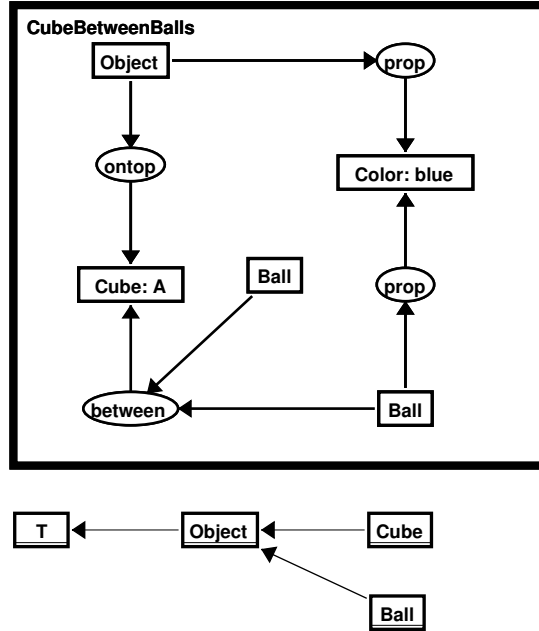 CubeBetweenBalls
Object
prop
ontop
Color: blue
Ball
Cube: A
prop
between
Ball
T
Object
Cube
Ball